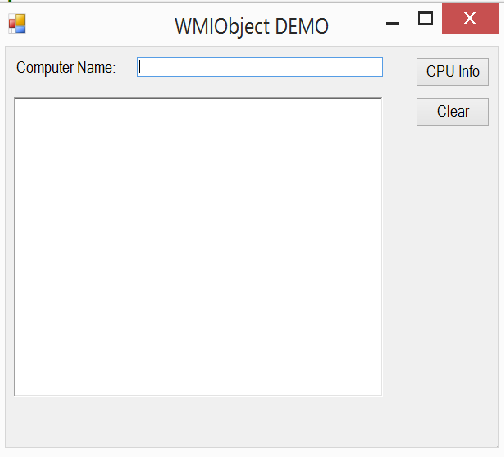 WMIObject DEMO
Computer Name:
CPU Info
Clear